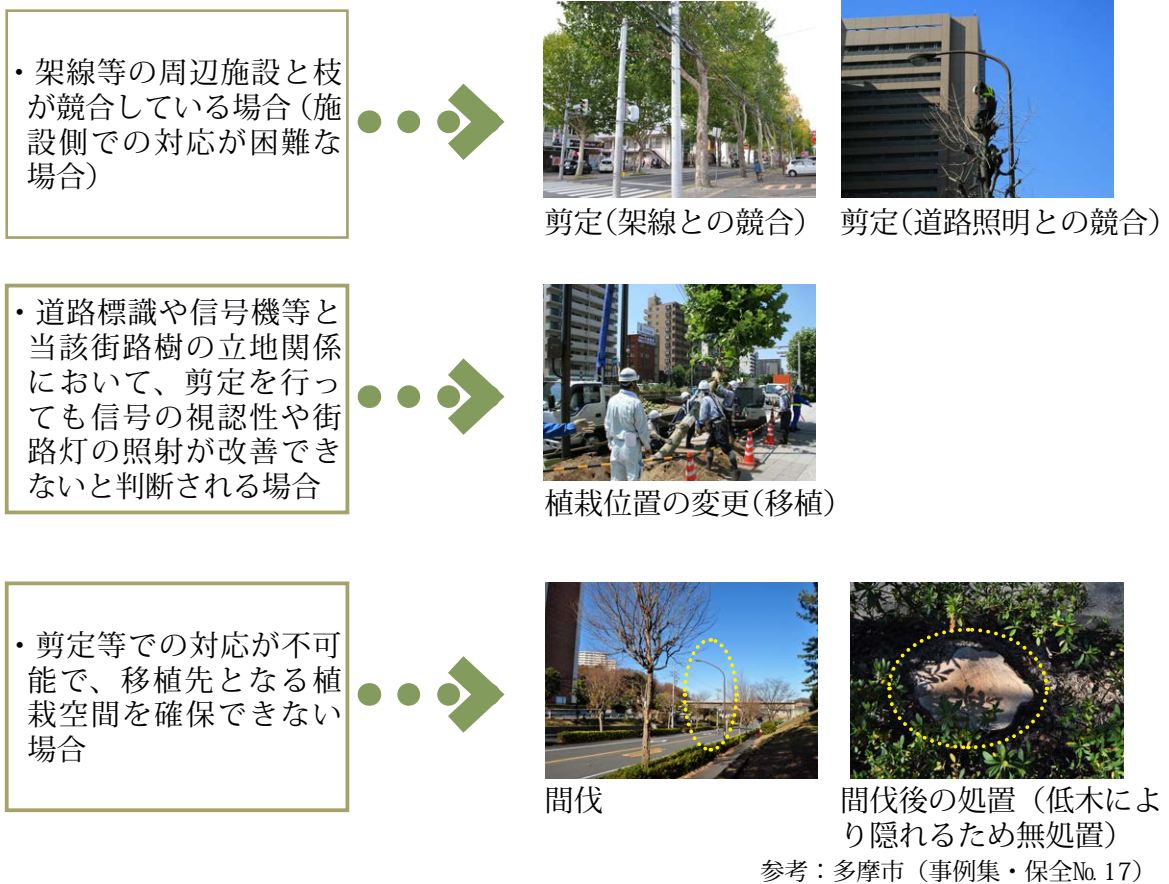 ・架線等の周辺施設と枝
が競合している場合（施
設側での対応が困難な
場合）
剪定（架線との競合）
剪定（道路照明との競合）
・道路標識や信号機等と
当該街路樹の立地関係
において、剪定を行っ
ても信号の視認性や街
路灯の照射が改善でき
ないと判断される場合
植栽位置の変更（移植）
・剪定等での対応が不可
能で、移植先となる植
栽空間を確保できない
場合
間伐
間伐後の処置（低木によ
り隠れるため無処置）
参考：多摩市（事例集・保全№17）